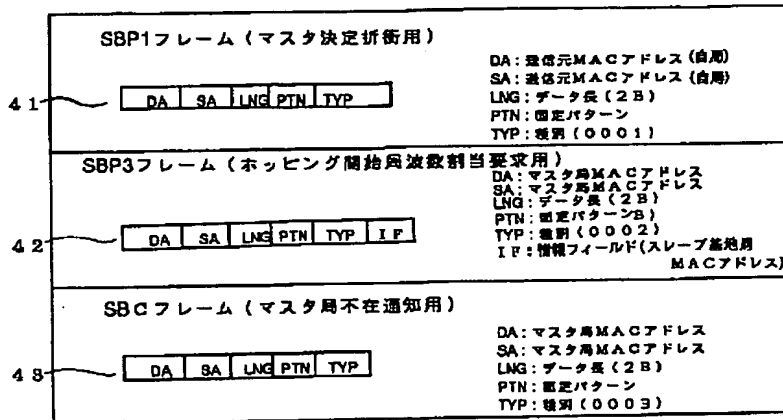 SBP1フレーム（マスタ決定折衝用）
41
DA SA LNG PTN TYP
DA：送信元MACアドレス（自局）
SA：送信元MACアドレス（自局）
LNG：データ長（2B）
PTN：固定パターン
TYP：種別（0001）
SBP3フレーム（ホッピング開始周波数割当要求用）
42
DA SA LNG PTN TYP IF
DA：マスタ局MACアドレス
SA：マスタ局MACアドレス
LNG：データ長（2B）
PTN：固定パターンB）
TYP：種別（0002）
IF：情報フィールド（スレーブ基地局
MACアドレス）
SBCフレーム（マスタ局不在通知用）
43
DA SA LNG PTN TYP
DA：マスタ局MACアドレス
SA：マスタ局MACアドレス
LNG：データ長（2B）
PTN：固定パターン
TYP：種別（0003）